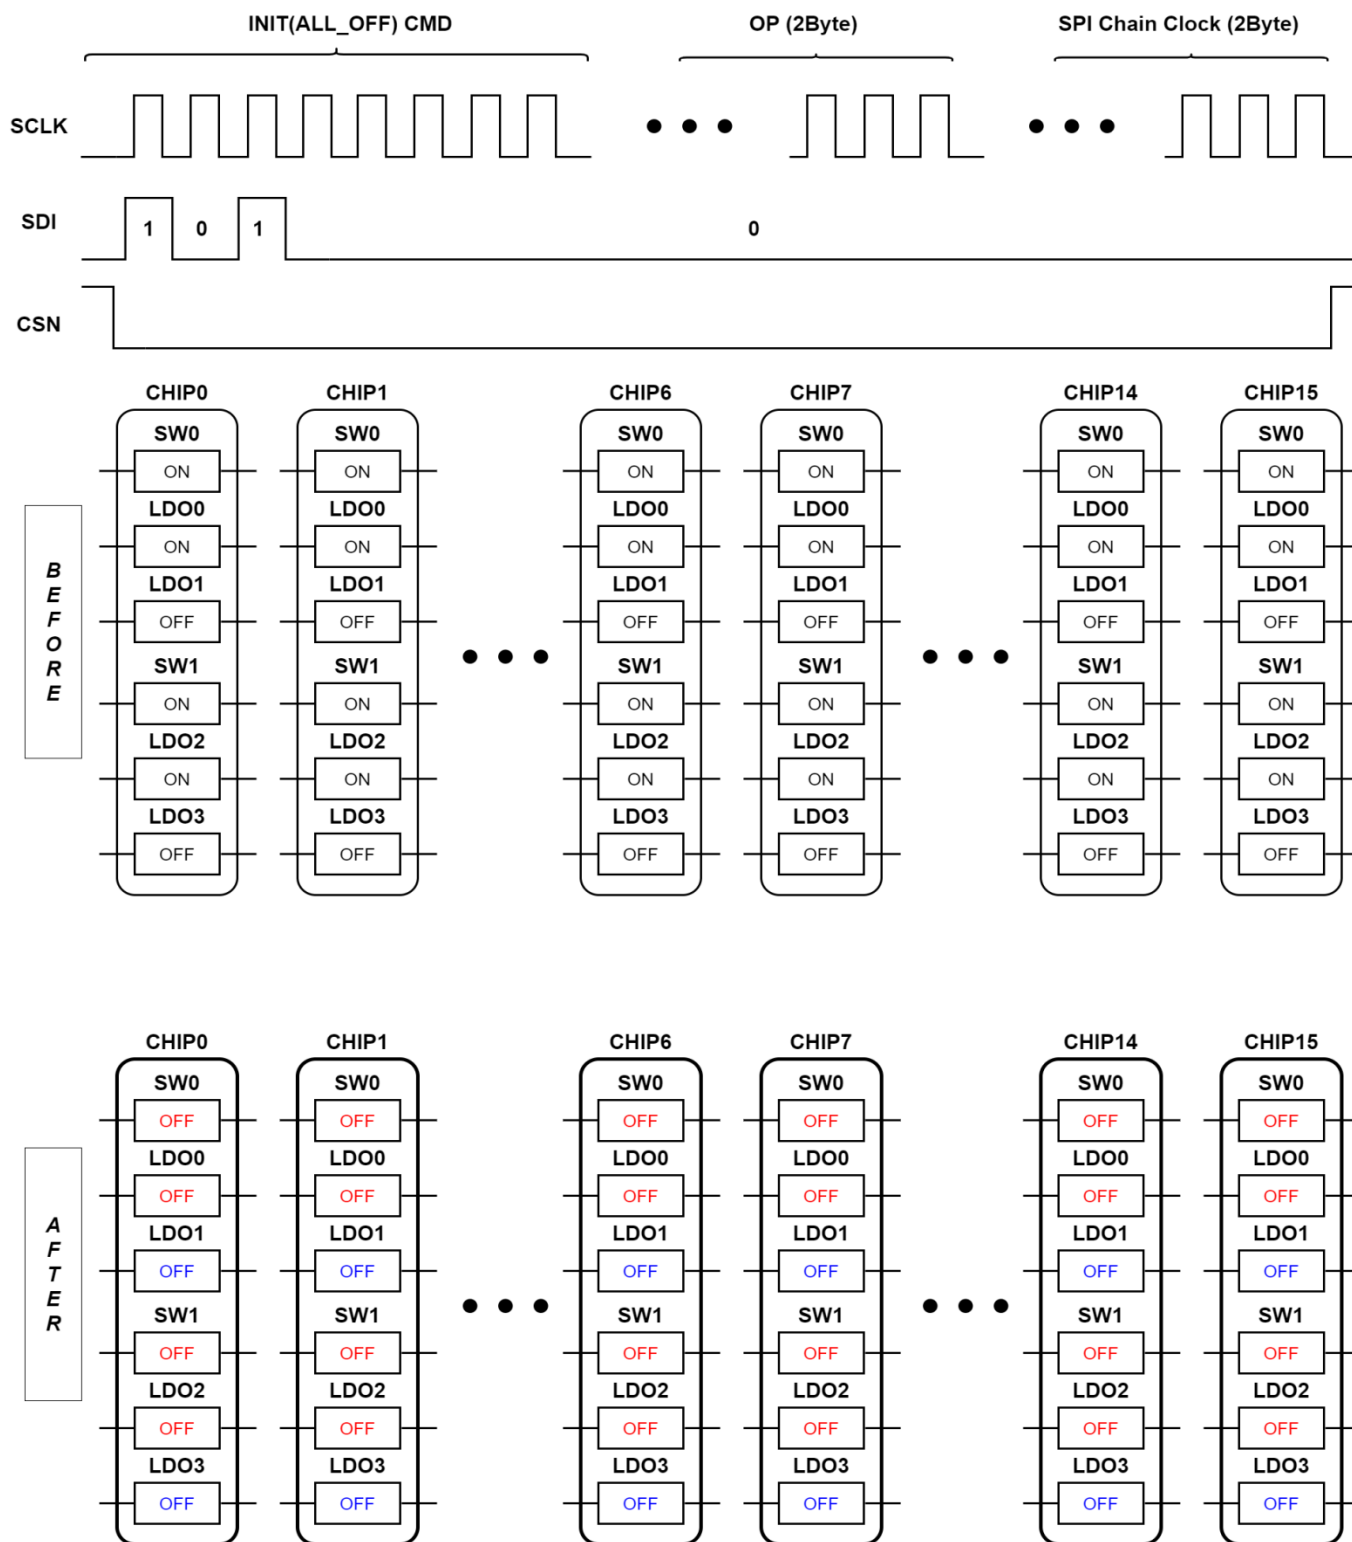 INIT(ALL_OFF) CMD OP (2Byte) SPI Chain Clock (2Byte)
SCLK
SDI 1 0 1 0
CSN
CHIP0 CHIP1 CHIP6 CHIP7 CHIP14 CHIP15
SW0 SW0 SW0 SW0 SW0 SW0
ON ON ON ON ON ON
LDO0 LDO0 LDO0 LDO0 LDO0 LDO0
ON ON ON ON ON ON
LDO1 LDO1 LDO1 LDO1 LDO1 LDO1
OFF OFF OFF OFF OFF OFF
SW1 SW1 SW1 SW1 SW1 SW1
ON ON ON ON ON ON
LDO2 LDO2 LDO2 LDO2 LDO2 LDO2
ON ON ON ON ON ON
LDO3 LDO3 LDO3 LDO3 LDO3 LDO3
OFF OFF OFF OFF OFF OFF
BEFORE
CHIP0 CHIP1 CHIP6 CHIP7 CHIP14 CHIP15
SW0 SW0 SW0 SW0 SW0 SW0
OFF OFF OFF OFF OFF OFF
LDO0 LDO0 LDO0 LDO0 LDO0 LDO0
OFF OFF OFF OFF OFF OFF
LDO1 LDO1 LDO1 LDO1 LDO1 LDO1
OFF OFF OFF OFF OFF OFF
SW1 SW1 SW1 SW1 SW1 SW1
OFF OFF OFF OFF OFF OFF
LDO2 LDO2 LDO2 LDO2 LDO2 LDO2
OFF OFF OFF OFF OFF OFF
LDO3 LDO3 LDO3 LDO3 LDO3 LDO3
OFF OFF OFF OFF OFF OFF
AFTER